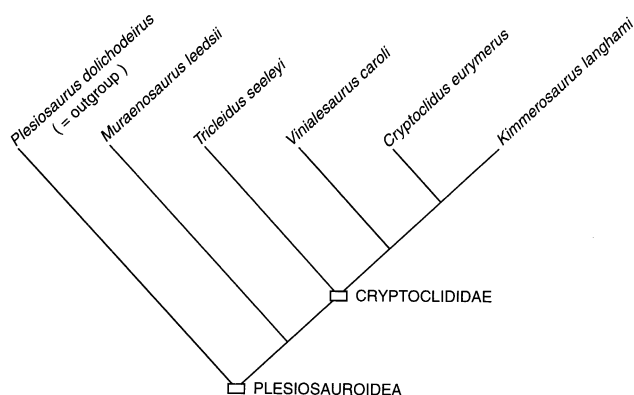 Plesiosaurus dolichodeirus
( = outgroup )
Muraenosaurus leedsii
Tricleidus seeleyi
Vinialesaurus caroli
Cryptoclidus eurymerus
Kimmerosaurus langhami
CRYPTOCLIDIDAE
PLESIOSAUROIDEA